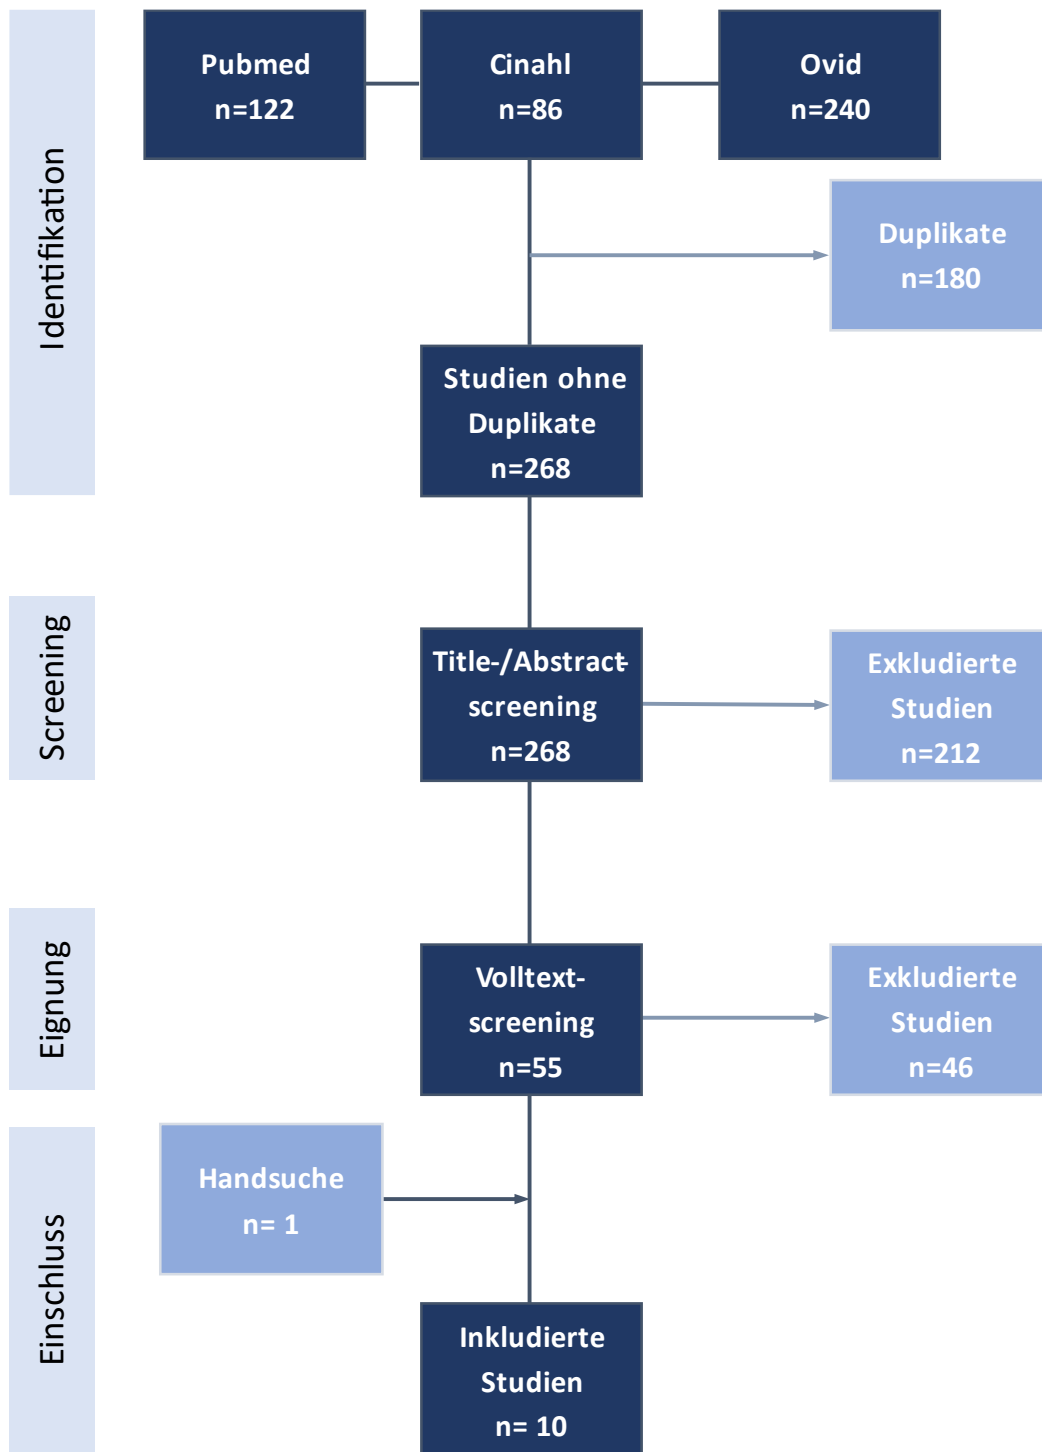 Identifikation
Pubmed
n=122
Cinahl
n=86
Ovid
n=240
Duplikate
n=180
Studien ohne
Duplikate
n=268
Screening
Title-/Abstract-
screening
n=268
Exkludierte
Studien
n=212
Eignung
Volltext-
screening
n=55
Exkludierte
Studien
n=46
Einschluss
Handsuche
n= 1
Inkludierte
Studien
n= 10